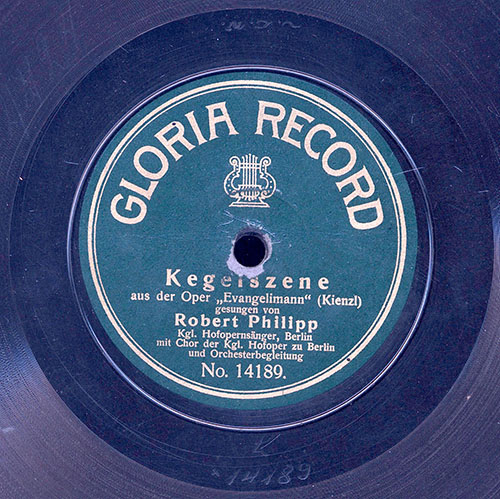 GLORIA RECORD
Kegelszene
aus der Oper „Evangelimann“ (Kienzl)
gesungen von
Robert Philipp
Kgl. Hofopernsänger, Berlin
mit Chor der Kgl. Hofoper zu Berlin
und Orchesterbegleitung
No. 14189.
14189